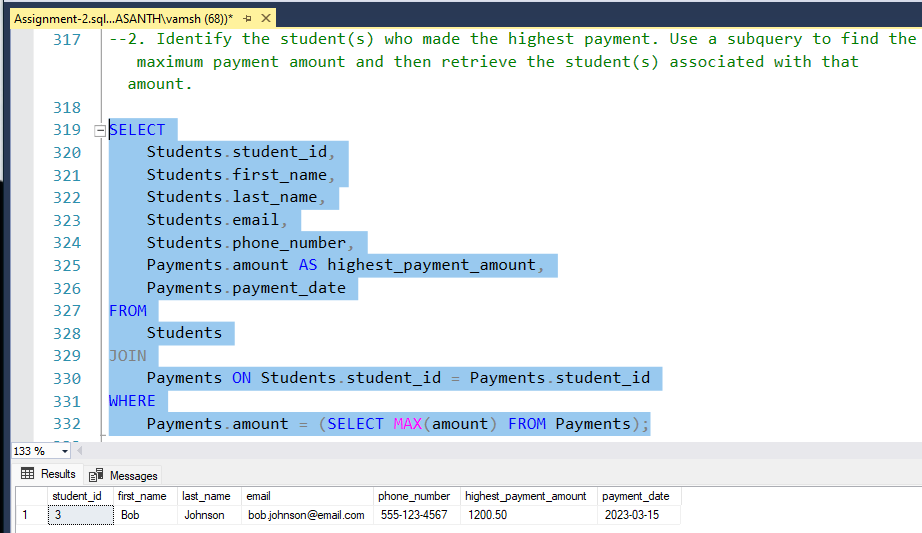 Assignment-2.sql...ASANTH\vamsh (68))*
317 --2. Identify the student(s) who made the highest payment. Use a subquery to find the
maximum payment amount and then retrieve the student(s) associated with that
amount.
318
319 SELECT
320 Students.student_id,
321 Students.first_name,
322 Students.last_name,
323 Students.email,
324 Students.phone_number,
325 Payments.amount AS highest_payment_amount,
326 Payments.payment_date
327 FROM
328 Students
329 JOIN
330 Payments ON Students.student_id = Payments.student_id
331 WHERE
332 Payments.amount = (SELECT MAX(amount) FROM Payments);
133 %
Results Messages
student_id first_name last_name email phone_number highest_payment_amount payment_date
1 3 Bob Johnson bob.johnson@email.com 555-123-4567 1200.50 2023-03-15